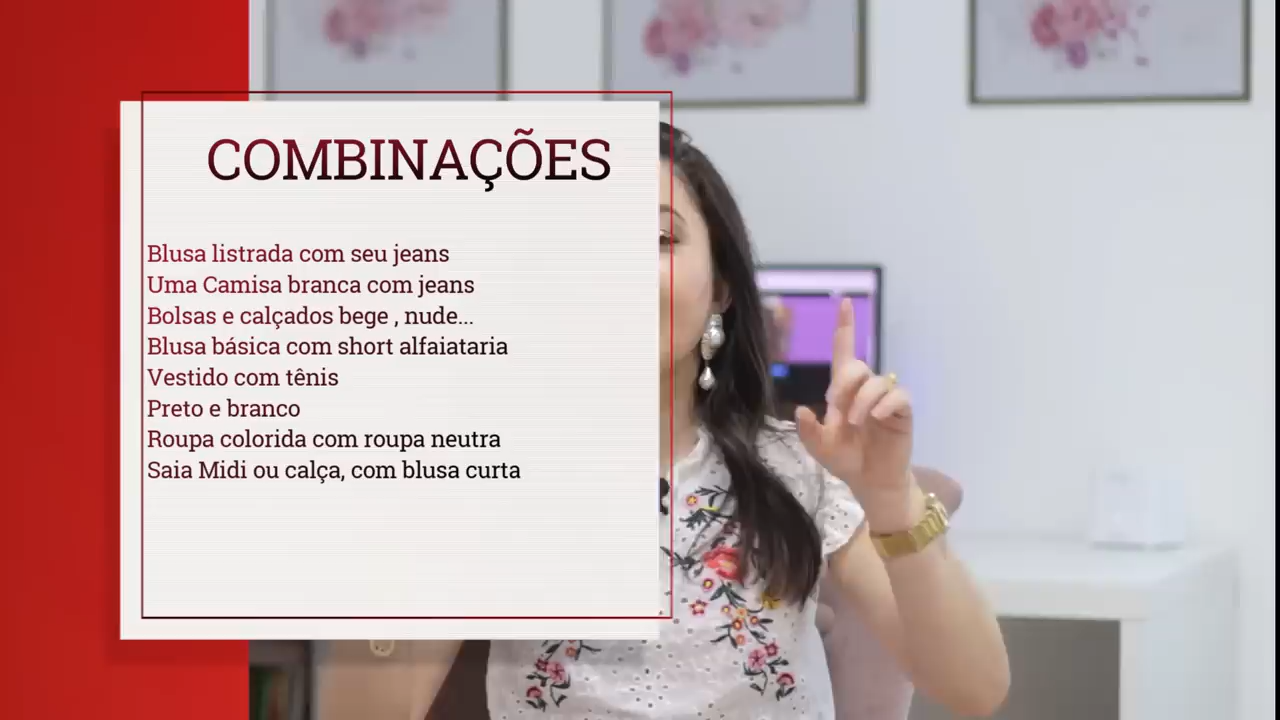 COMBINAÇÕES
Blusa listrada com seu jeans
Uma Camisa branca com jeans
Bolsas e calçados bege , nude...
Blusa básica com short alfaiataria
Vestido com tênis
Preto e branco
Roupa colorida com roupa neutra
Saia Midi ou calça, com blusa curta